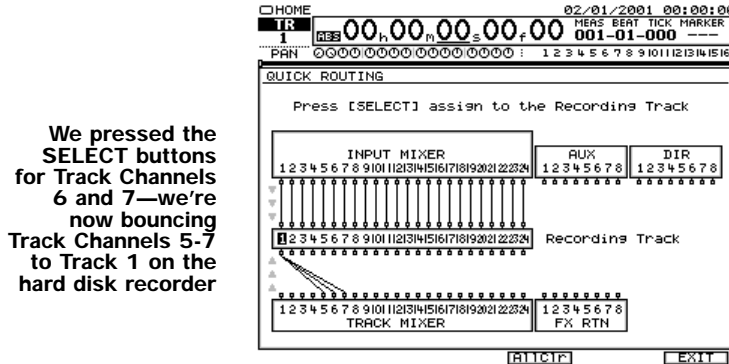 HOME 02/01/2001 00:00:00
TR ABS 00h00m00s00f00 MEAS BEAT TICK MARKER
1 001-01-000 ---
PAN 1 2 3 4 5 6 7 8 9 10 11 12 13 14 15 16
QUICK ROUTING
Press [SELECT] assign to the Recording Track
We pressed the
SELECT buttons
for Track Channels
6 and 7—we're
now bouncing
Track Channels 5-7
to Track 1 on the
hard disk recorder
INPUT MIXER AUX DIR
1 2 3 4 5 6 7 8 9 10 11 12 13 14 15 16 17 18 19 20 21 22 23 24 1 2 3 4 5 6 7 8 1 2 3 4 5 6 7 8
1 2 3 4 5 6 7 8 9 10 11 12 13 14 15 16 17 18 19 20 21 22 23 24 Recording Track
1 2 3 4 5 6 7 8 9 10 11 12 13 14 15 16 17 18 19 20 21 22 23 24 1 2 3 4 5 6 7 8
TRACK MIXER FX RTN
AllClr EXIT